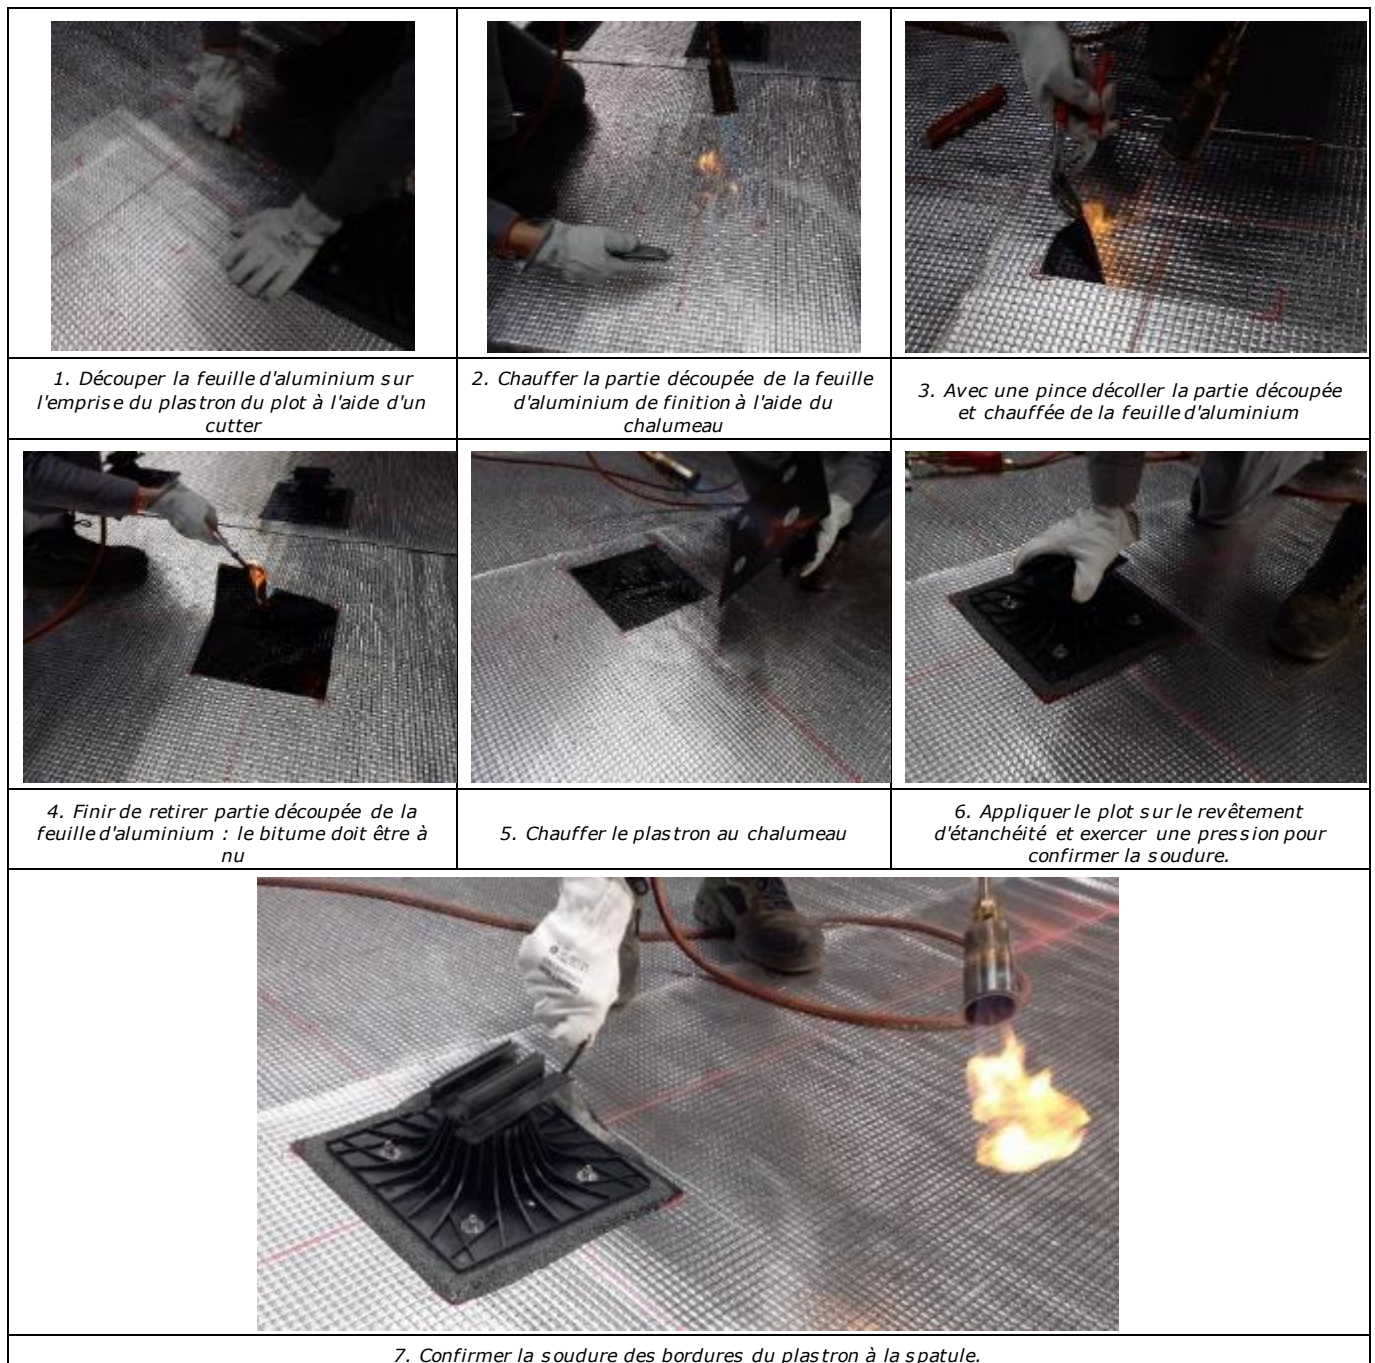 1. Découper la feuille d'aluminium sur
l'emprise du plastron du plot à l'aide d'un
cutter
2. Chauffer la partie découpée de la feuille
d'aluminium de finition à l'aide du
chalumeau
3. Avec une pince décoller la partie découpée
et chauffée de la feuille d'aluminium
4. Finir de retirer partie découpée de la
feuille d'aluminium : le bitume doit être à
nu
5. Chauffer le plastron au chalumeau
6. Appliquer le plot sur le revêtement
d'étanchéité et exercer une pression pour
confirmer la soudure.
7. Confirmer la soudure des bordures du plastron à la spatule.